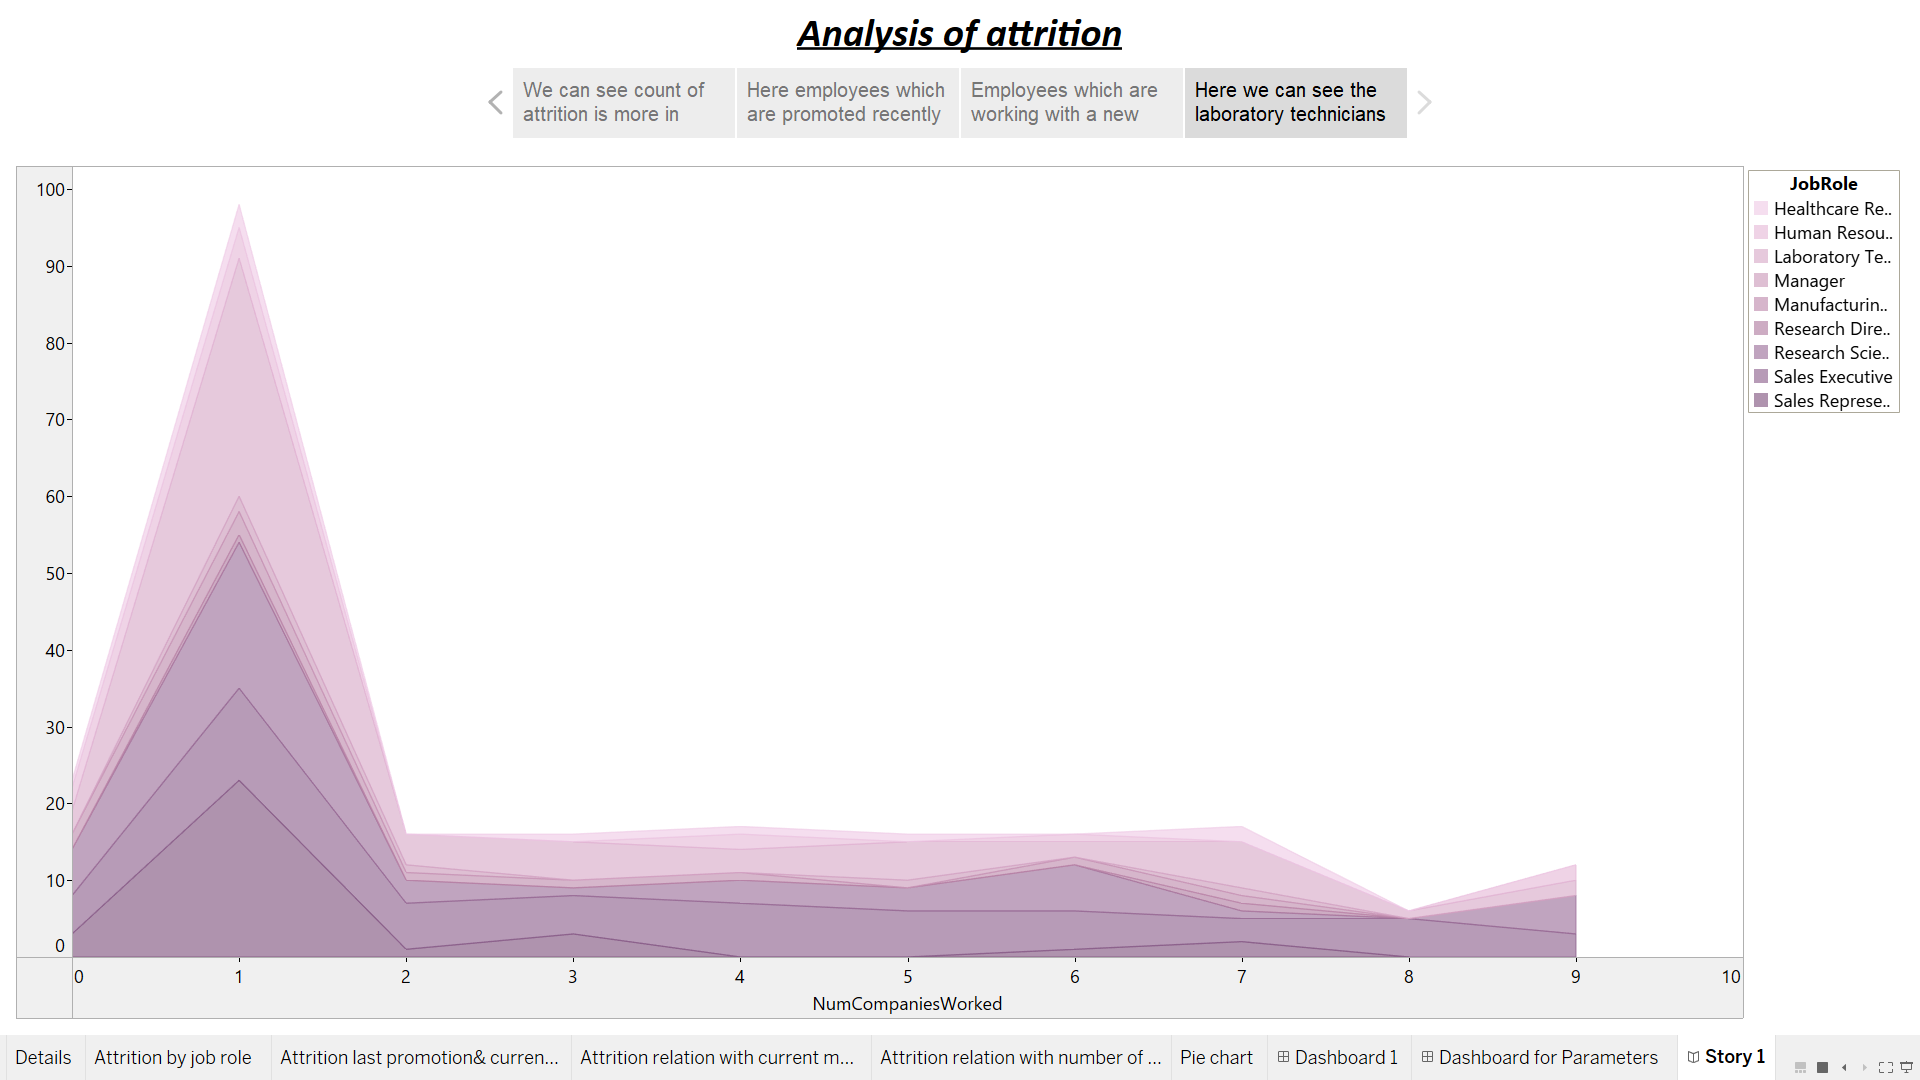 Analysis of attrition
We can see count of
attrition is more in
Here employees which
are promoted recently
Employees which are
working with a new
Here we can see the
laboratory technicians
100
90
80
70
60
50
40
30
20
10
0
0 1 2 3 4 5 6 7 8 9 10
NumCompaniesWorked
JobRole
Healthcare Re..
Human Resou..
Laboratory Te..
Manager
Manufacturin..
Research Dire..
Research Scie..
Sales Executive
Sales Represe..
Details Attrition by job role Attrition last promotion& curren... Attrition relation with current m... Attrition relation with number of ... Pie chart Dashboard 1 Dashboard for Parameters Story 1